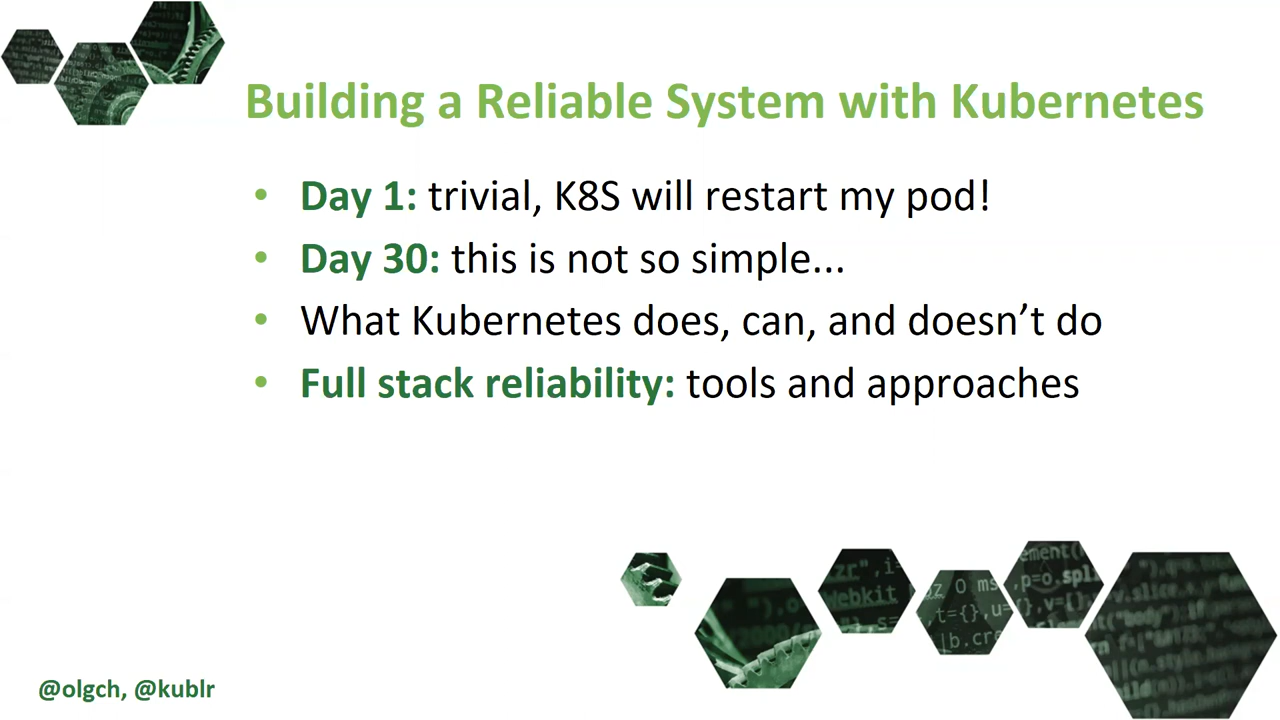 Building a Reliable System with Kubernetes
• Day 1: trivial, K8S will restart my pod!
• Day 30: this is not so simple...
• What Kubernetes does, can, and doesn’t do
• Full stack reliability: tools and approaches
@olgch, @kublr